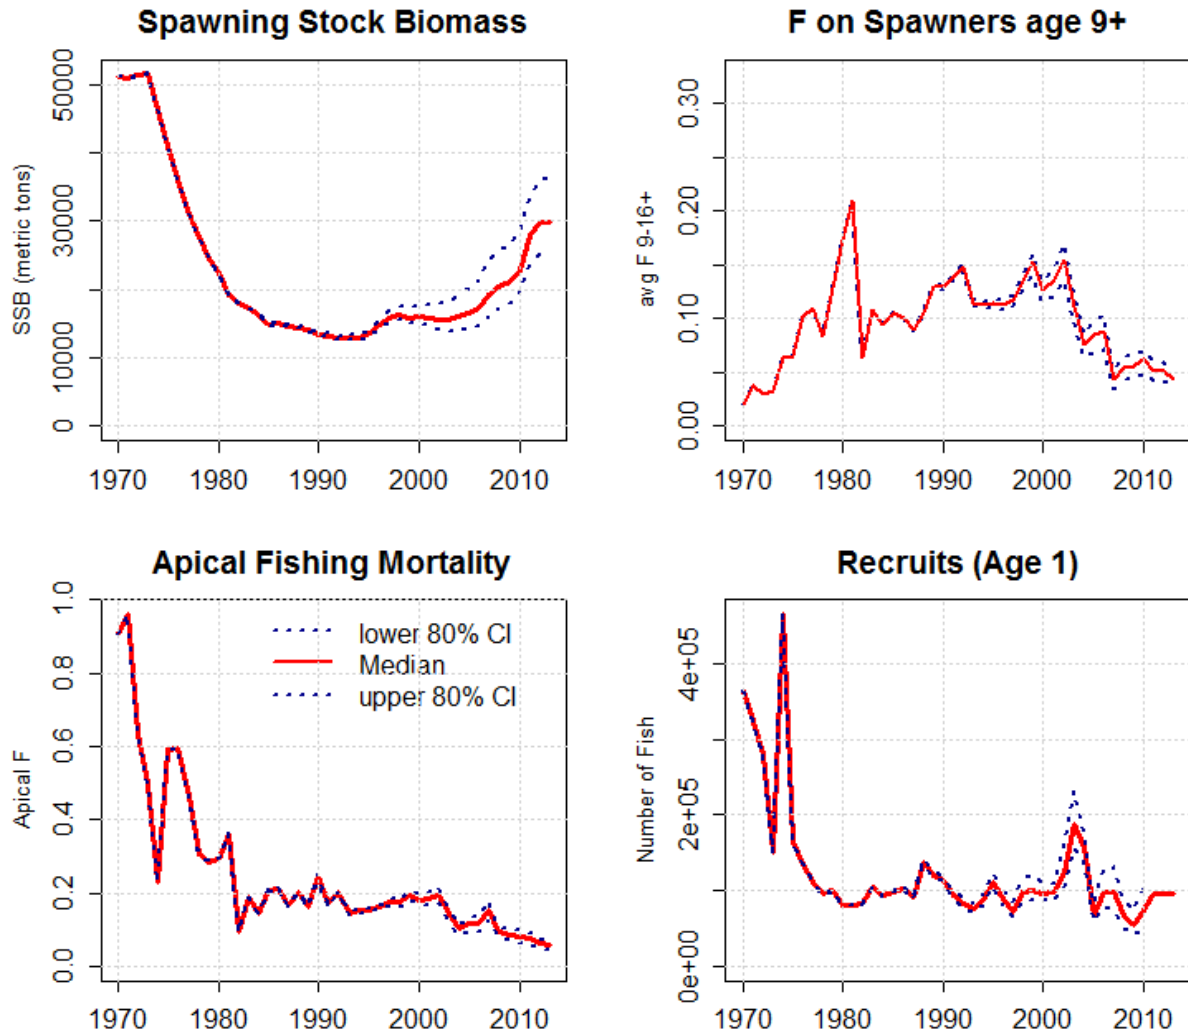 Spawning Stock Biomass
SSB (metric tons)
50000
30000
10000
0
1970 1980 1990 2000 2010
F on Spawners age 9+
avg F 9-16+
0.30
0.20
0.10
0.00
1970 1980 1990 2000 2010
Apical Fishing Mortality
Apical F
1.0
0.8
0.6
0.4
0.2
0.0
lower 80% CI
Median
upper 80% CI
1970 1980 1990 2000 2010
Recruits (Age 1)
Number of Fish
4e+05
2e+05
0e+00
1970 1980 1990 2000 2010